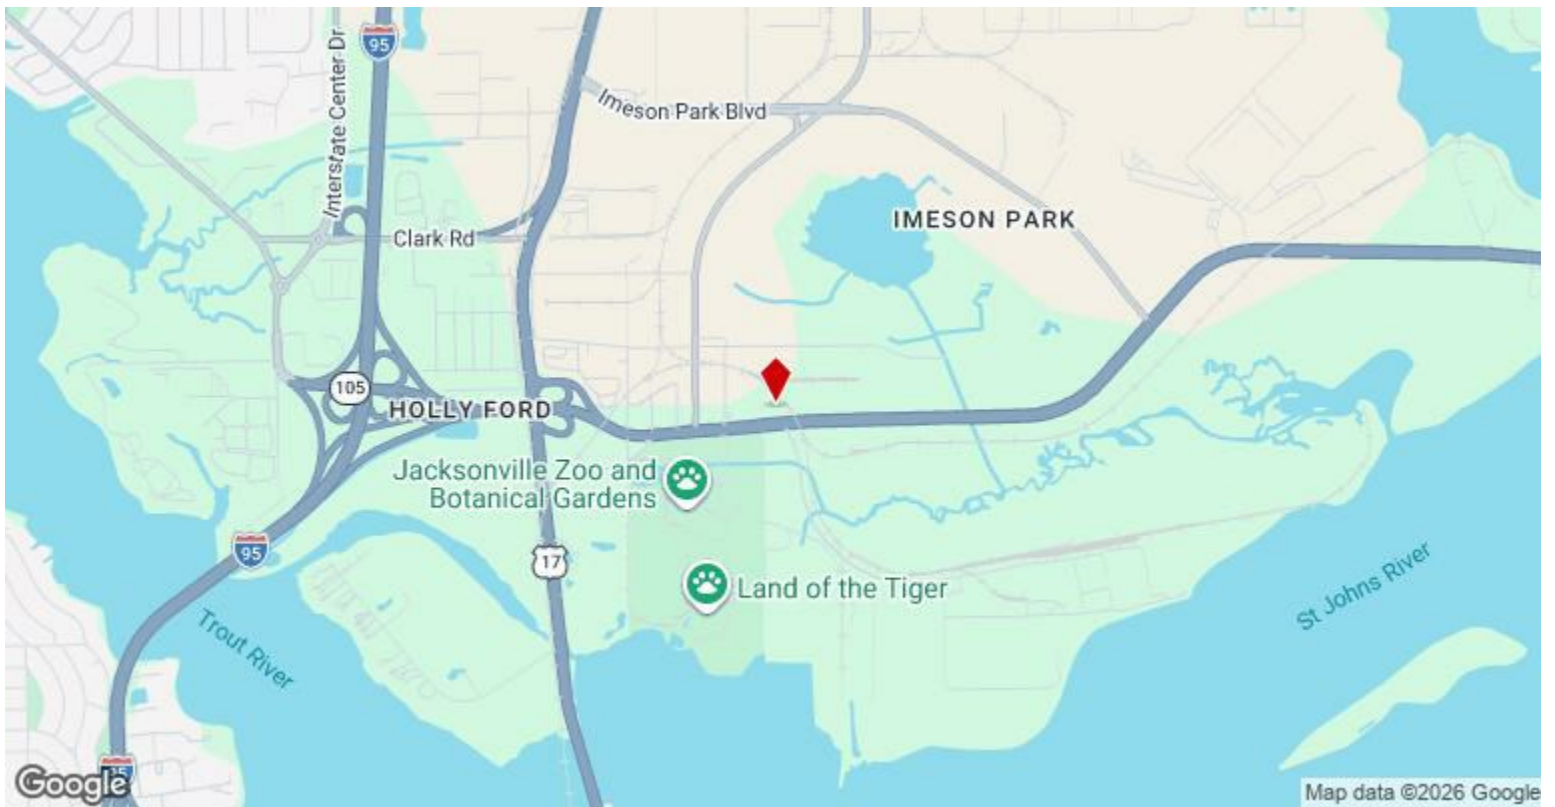 95
Interstate Center Dr
Imeson Park Blvd
IMESON PARK
Clark Rd
105
HOLLY FORD
Jacksonville Zoo and
Botanical Gardens
95
17
Land of the Tiger
St Johns River
Trout River
95
Google
Map data ©2026 Google